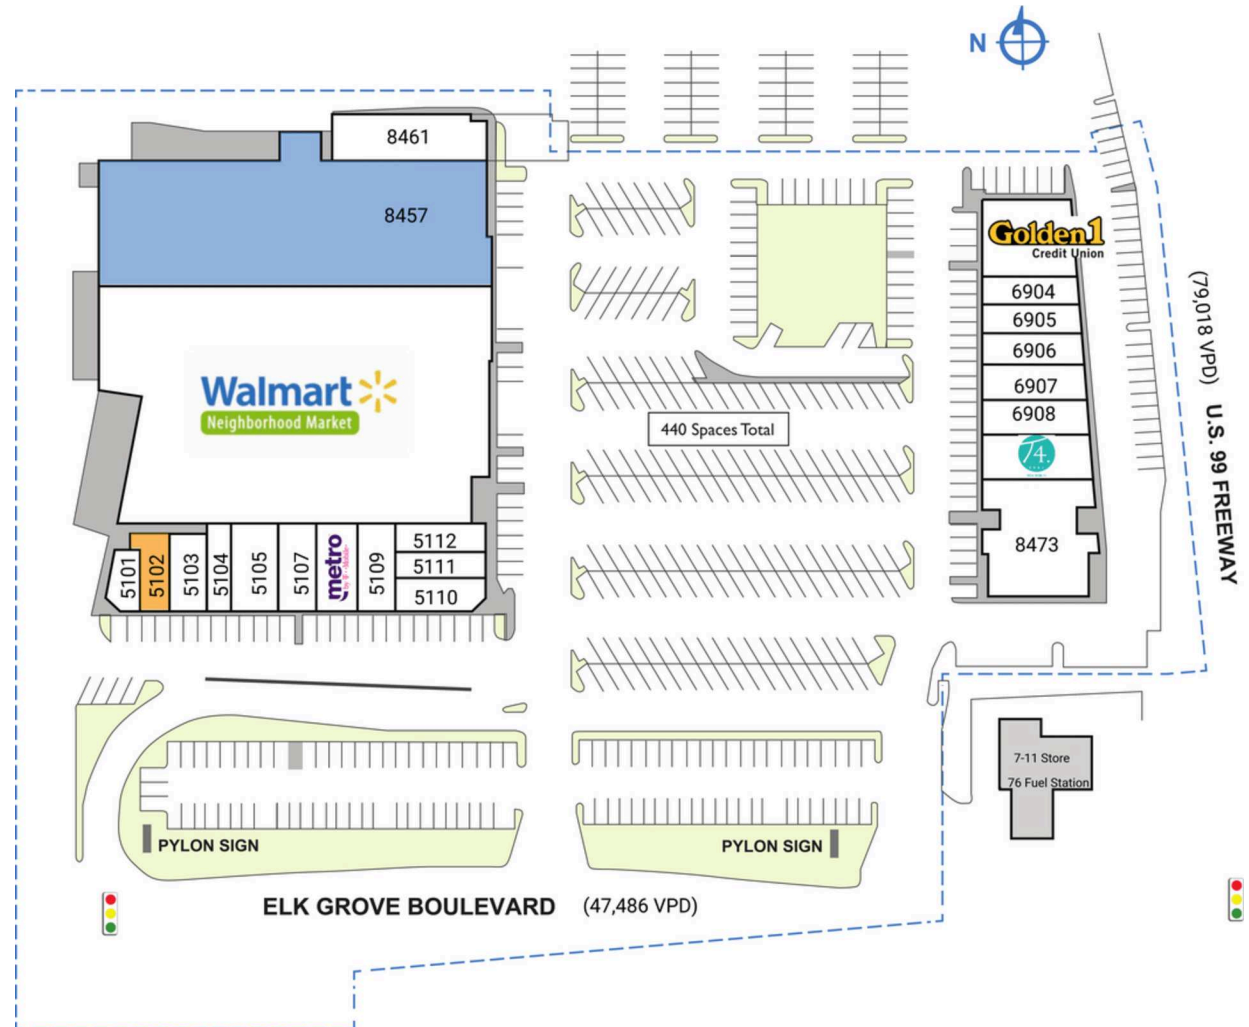 N
8461
8457
Golden1
Credit Union
6904
6905
6906
6907
6908
74.
8473
(79,018 VPD) U.S. 99 FREEWAY
Walmart
Neighborhood Market
440 Spaces Total
5101
5102
5103
5104
5105
5107
metro
5109
5112
5111
5110
7-11 Store
76 Fuel Station
PYLON SIGN
PYLON SIGN
ELK GROVE BOULEVARD (47,486 VPD)